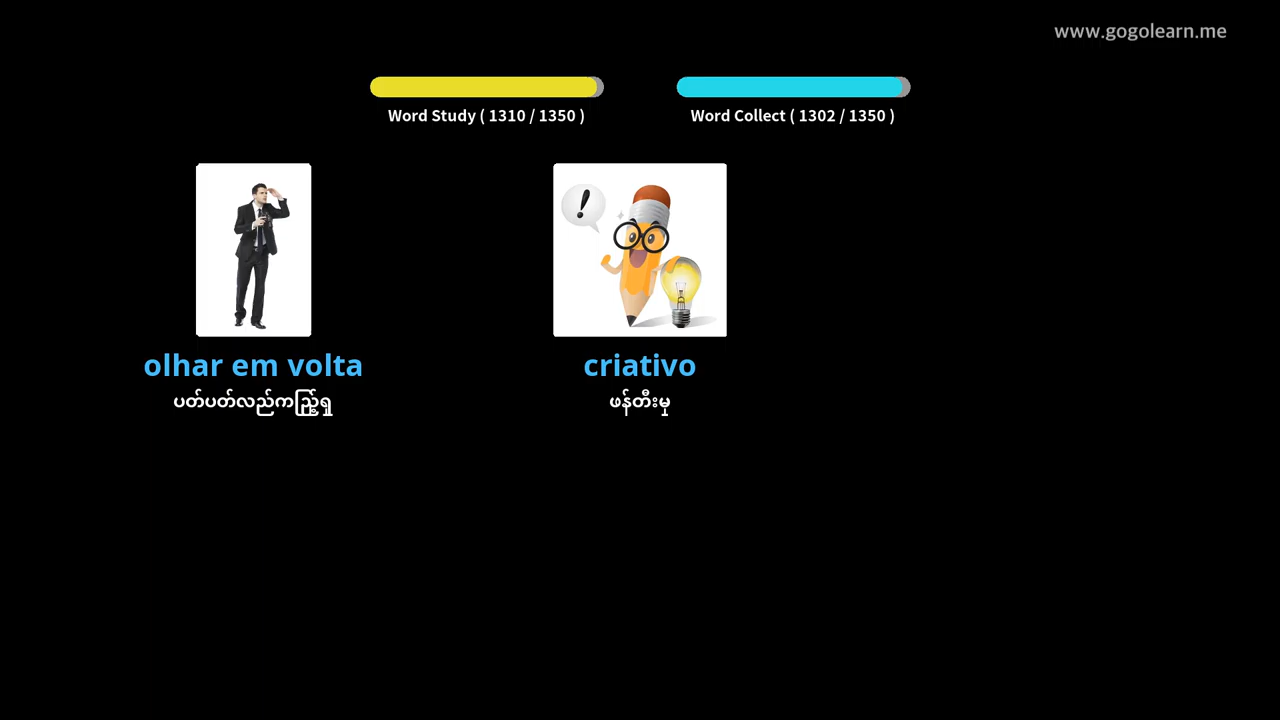 www.gogolearn.me
Word Study ( 1310 / 1350 )
Word Collect ( 1302 / 1350 )
!
olhar em volta
criativo
ပတ်ပတ်လည်ကည့်ြရှု
ဖန်တီးမှု